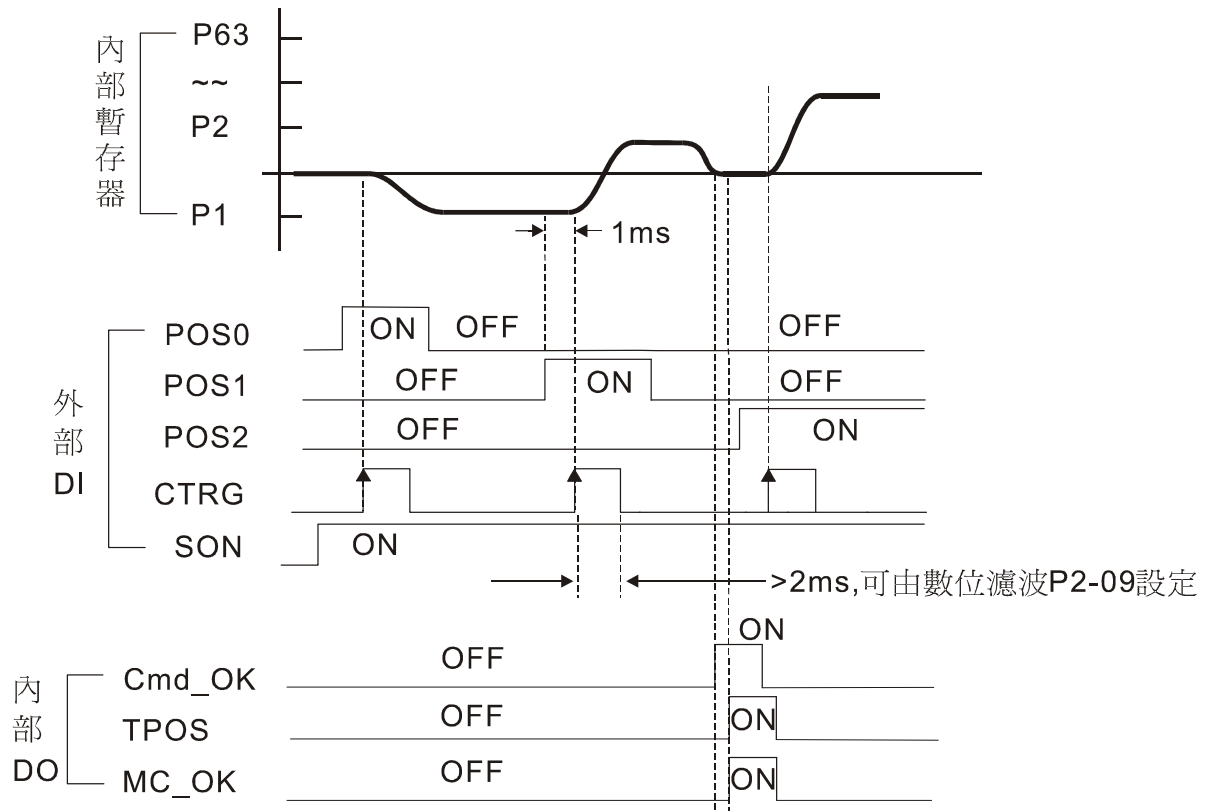 內部暫存器
P63
~~
P2
P1
1ms
外部DI
POS0
ON
OFF
OFF
POS1
OFF
ON
OFF
POS2
OFF
ON
CTRG
SON
ON
>2ms,可由數位濾波P2-09設定
內部DO
Cmd_OK
OFF
ON
TPOS
OFF
ON
MC_OK
OFF
ON